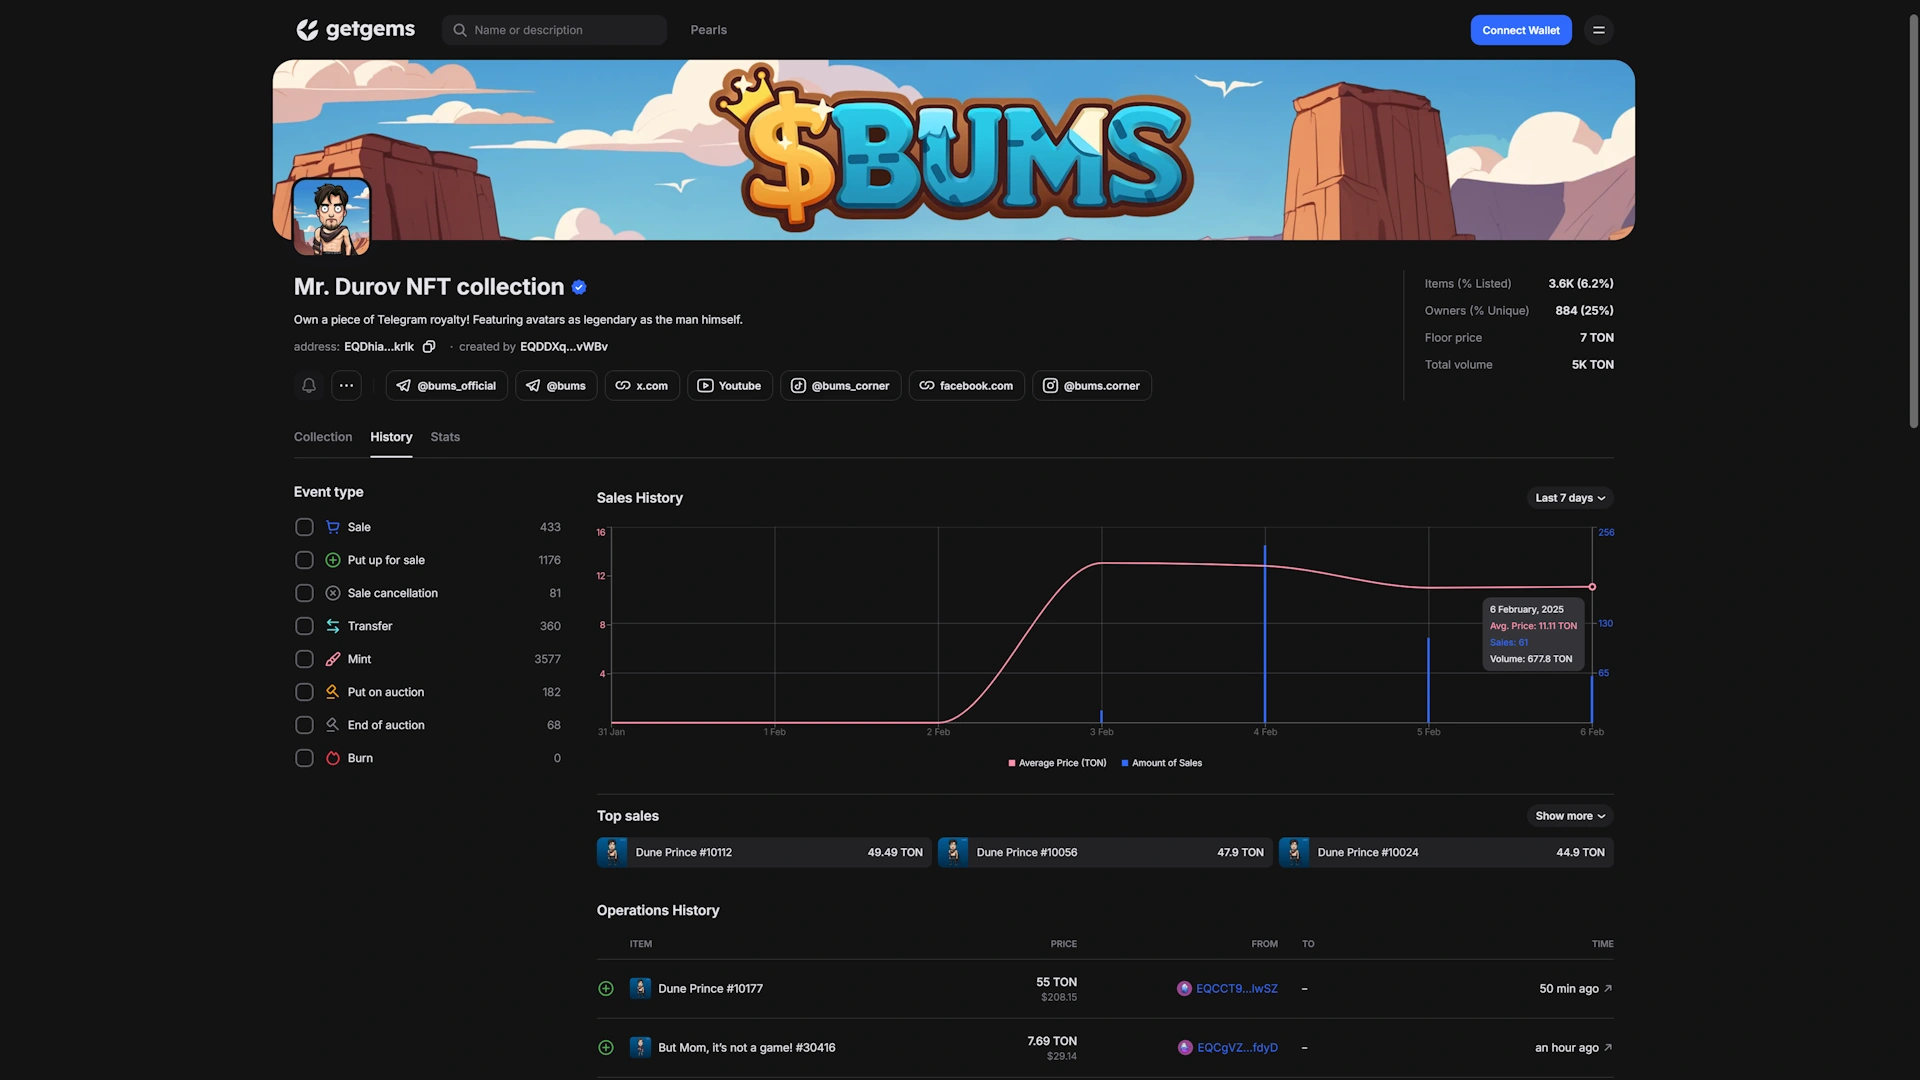 getgems
Name or description
Pearls
Connect Wallet
$BUMS
Mr. Durov NFT collection
Own a piece of Telegram royalty! Featuring avatars as legendary as the man himself.
address: EQDhia...krlk · created by EQDDXq...vWBv
@bums_official
@bums
x.com
Youtube
@bums_corner
facebook.com
@bums.corner
Items (% Listed) 3.6K (6.2%)
Owners (% Unique) 884 (25%)
Floor price 7 TON
Total volume 5K TON
Collection History Stats
Event type
Sale 433
Put up for sale 1176
Sale cancellation 81
Transfer 360
Mint 3577
Put on auction 182
End of auction 68
Burn 0
Sales History
Last 7 days
16
12
8
4
256
130
65
6 February, 2025
Avg. Price: 11.11 TON
Sales: 61
Volume: 677.8 TON
31 Jan 1 Feb 2 Feb 3 Feb 4 Feb 5 Feb 6 Feb
Average Price (TON) Amount of Sales
Top sales
Show more
Dune Prince #10112 49.49 TON
Dune Prince #10056 47.9 TON
Dune Prince #10024 44.9 TON
Operations History
ITEM PRICE FROM TO TIME
Dune Prince #10177 55 TON EQCCT9...lwSZ – 50 min ago
$208.15
But Mom, it's not a game! #30416 7.69 TON EQCgVZ...fdyD – an hour ago
$29.14